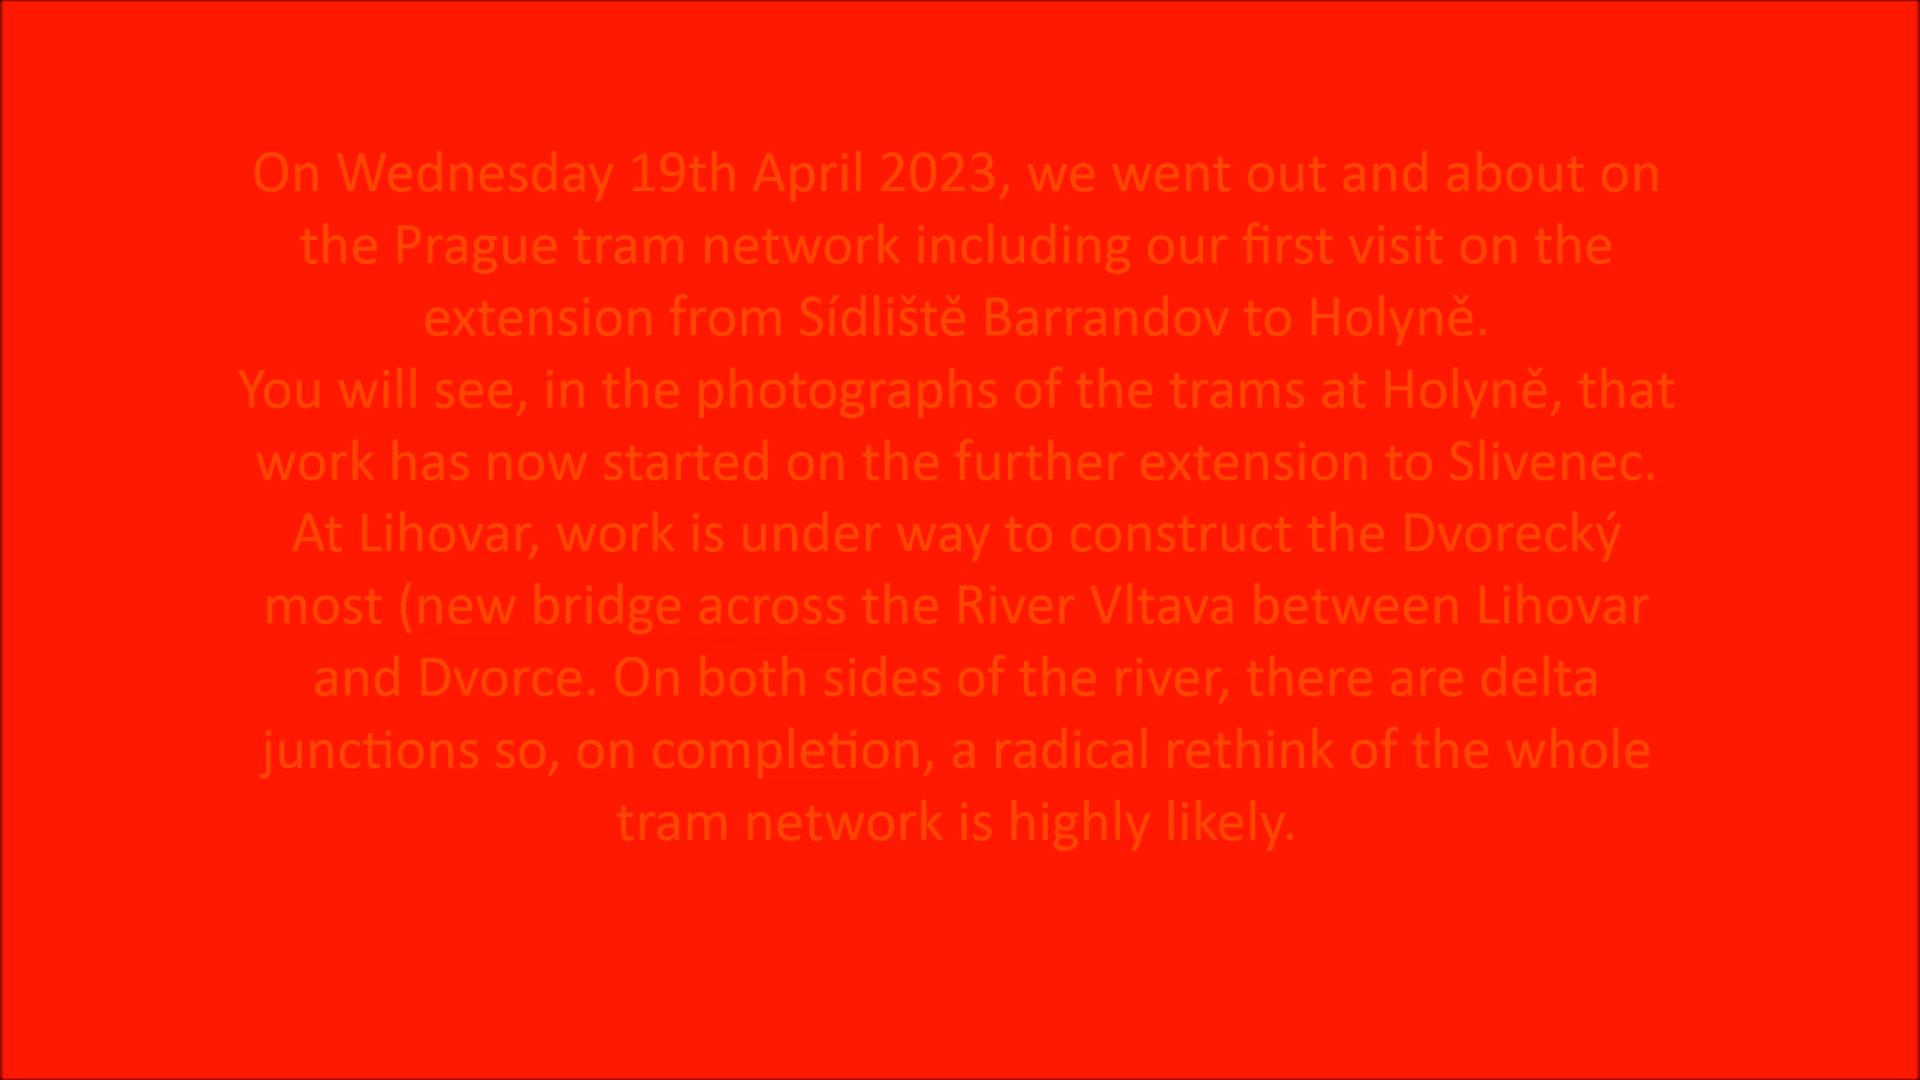 On Wednesday 19th April 2023, we went out and about on
the Prague tram network including our first visit on the
extension from Sídliště Barrandov to Holyně.
You will see, in the photographs of the trams at Holyně, that
work has now started on the further extension to Slivenec.
At Lihovar, work is under way to construct the Dvorecký
most (new bridge across the River Vltava between Lihovar
and Dvorce. On both sides of the river, there are delta
junctions so, on completion, a radical rethink of the whole
tram network is highly likely.